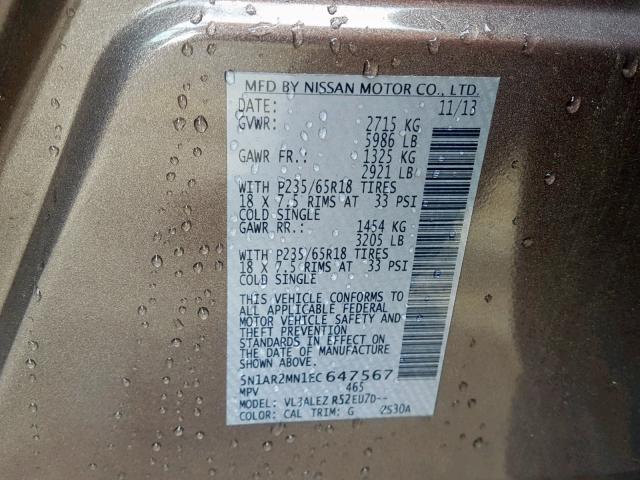 MFD BY NISSAN MOTOR CO., LTD.
DATE: 11/13
GVWR: 2715 KG
5986 LB
GAWR FR.: 1325 KG
2921 LB
WITH P235/65R18 TIRES
18 X 7.5 RIMS AT 33 PSI
COLD SINGLE
GAWR RR.: 1454 KG
3205 LB
WITH P235/65R18 TIRES
18 X 7.5 RIMS AT 33 PSI
COLD SINGLE
THIS VEHICLE CONFORMS TO
ALL APPLICABLE FEDERAL
MOTOR VEHICLE SAFETY AND
THEFT PREVENTION
STANDARDS IN EFFECT ON
THE DATE OF MANUFACTURE
SHOWN ABOVE.
5N1AR2MN1EC647567
MPV 465
MODEL: VL3ALEZ R52EU7D--
COLOR: CAL TRIM: G 2S30A